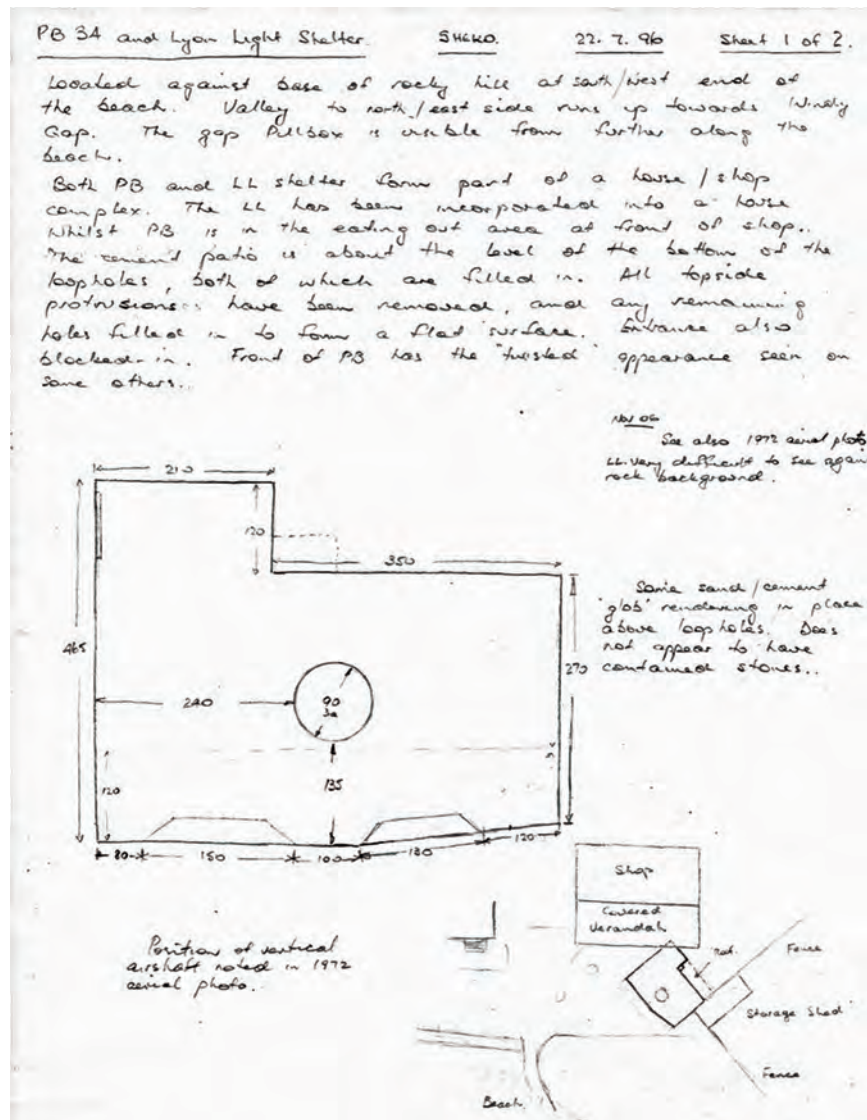 PB 34 and Lyon Light Shelter. SHEKO. 22. 7. 96 Sheet 1 of 2.
Located against base of rocky hill at south/west end of
the beach. Valley to north/east side runs up towards Windy
Gap. The gap Pillbox is visible from further along the
beach.
Both PB and LL shelter form part of a house / shop
complex. The LL has been incorporated into a house
whilst PB is in the eating out area at front of shop..
The cement patio is about the level of the bottom of the
loopholes, both of which are filled in. All topside
protrusions have been removed, and any remaining
holes filled in to form a flat surface. Entrance also
blocked-in. Front of PB has the "twisted" appearance seen on
some others..
Nov 06
See also 1972 aerial photo
LL very difficult to see again
rock background.
210
120
350
Some sand/cement
'glob' rendering in place
above loopholes. Does
not appear to have
contained stones..
465
270
240
90
120
135
80 150 100 130 120
Position of vertical
airshaft noted in 1972
aerial photo.
Shop
Covered
Verandah
Fence
Storage Shed
Fence
Beach